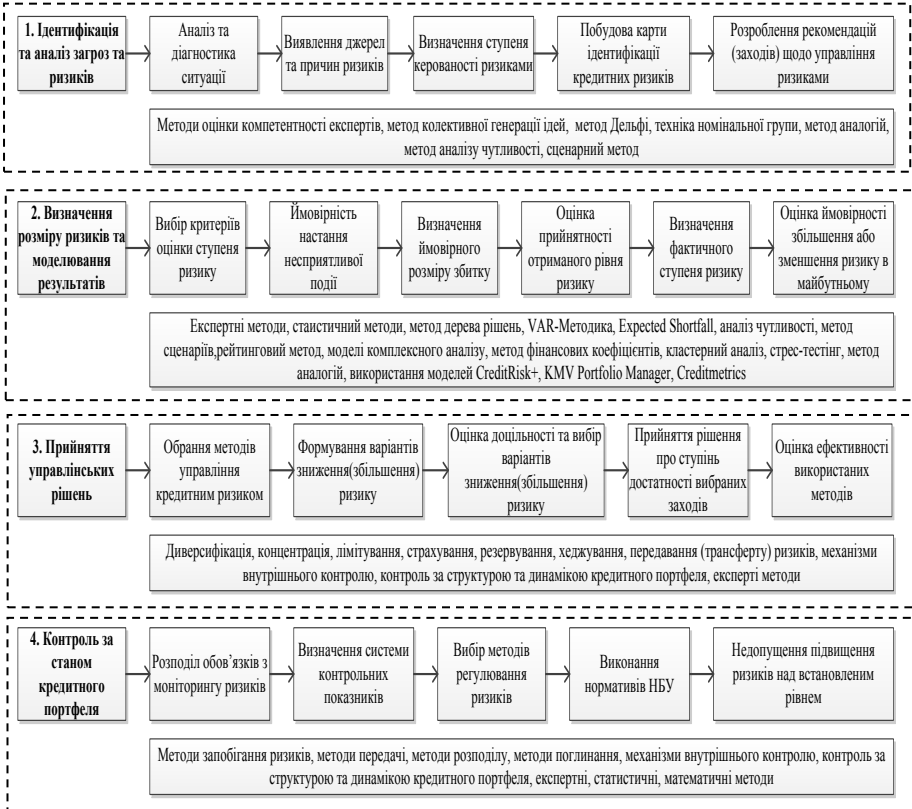 1. Ідентифікація
та аналіз загроз та
ризиків
Аналіз та
діагностика
ситуації
Виявлення джерел
та причин ризиків
Визначення ступеня
керованості ризиками
Побудова карти
ідентифікації
кредитних ризиків
Розроблення рекомендацій
(заходів) щодо управління
ризиками
Методи оцінки компетентності експертів, метод колективної генерації ідей, метод Дельфі, техніка номінальної групи, метод аналогій,
метод аналізу чутливості, сценарний метод
2. Визначення
розміру ризиків та
моделювання
результатів
Вибір критеріїв
оцінки ступеня
ризику
Ймовірність
настання
несприятливої
події
Визначення
ймовірного
розміру збитку
Оцінка
прийнятності
отриманого рівня
ризику
Визначення
фактичного
ступеня ризику
Оцінка ймовірності
збільшення або
зменшення ризику в
майбутньому
Експертні методи, стаистичний методи, метод дерева рішень, VAR-Методика, Expected Shortfall, аналіз чутливості, метод
сценаріїв,рейтинговий метод, моделі комплексного аналізу, метод фінансових коефіцієнтів, кластерний аналіз, стрес-тестінг, метод
аналогій, використання моделей CreditRisk+, KMV Portfolio Manager, Creditmetrics
3. Прийняття
управлінських
рішень
Обрання методів
управління
кредитним ризиком
Формування варіантів
зниження(збільшення)
ризику
Оцінка доцільності та вибір
варіантів
зниження(збільшення)
ризику
Прийняття рішення
про ступінь
достатності вибраних
заходів
Оцінка ефективності
використаних
методів
Диверсифікація, концентрація, лімітування, страхування, резервування, хеджування, передавання (трансферту) ризиків, механізми
внутрішнього контролю, контроль за структурою та динамікою кредитного портфеля, експерті методи
4. Контроль за
станом
кредитного
портфеля
Розподіл обов’язків з
моніторингу ризиків
Визначення системи
контрольних
показників
Вибір методів
регулювання
ризиків
Виконання
нормативів НБУ
Недопущення підвищення
ризиків над встановленим
рівнем
Методи запобігання ризиків, методи передачі, методи розподілу, методи поглинання, механізми внутрішнього контролю, контроль за
структурою та динамікою кредитного портфеля, експертні, статистичні, математичні методи